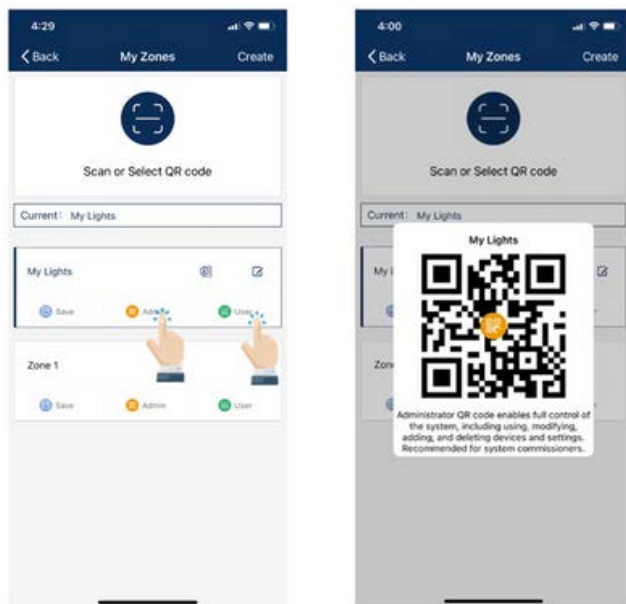 4:29
Back My Zones Create
Scan or Select QR code
Current: My Lights
My Lights
Save Admin User
Zone 1
Save Admin User
4:00
Back My Zones Create
Scan or Select QR code
Current: My Lights
My Lights
Administrator QR code enables full control of
the system, including using, modifying,
adding, and deleting devices and settings.
Recommended for system commissioners.